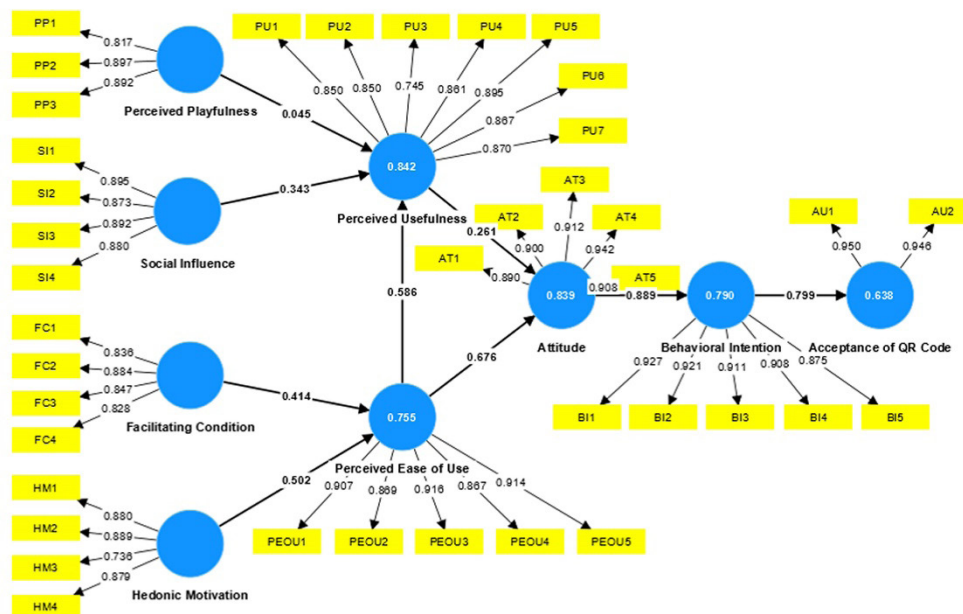 PP1
PP2
PP3
0.817
0.897
0.892
Perceived Playfulness
0.045
SI1
SI2
SI3
SI4
0.895
0.873
0.892
0.880
Social Influence
0.343
PU1
PU2
PU3
PU4
PU5
PU6
PU7
0.850
0.850
0.745
0.861
0.895
0.867
0.870
0.842
Perceived Usefulness
0.261
0.586
FC1
FC2
FC3
FC4
0.836
0.884
0.847
0.828
Facilitating Condition
0.414
HM1
HM2
HM3
HM4
0.880
0.889
0.736
0.879
Hedonic Motivation
0.502
0.755
Perceived Ease of Use
0.676
0.907
0.869
0.916
0.867
0.914
PEOU1
PEOU2
PEOU3
PEOU4
PEOU5
AT1
AT2
AT3
AT4
AT5
0.890
0.900
0.912
0.942
0.908
0.839
Attitude
0.889
0.790
Behavioral Intention
0.799
0.927
0.921
0.911
0.908
0.875
BI1
BI2
BI3
BI4
BI5
AU1
AU2
0.950
0.946
0.638
Acceptance of QR Code